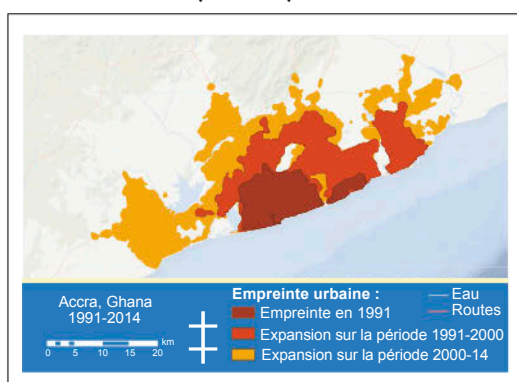 Accra, Ghana
1991-2014
0 5 10 15 20 km
Empreinte urbaine :
Empreinte en 1991
Expansion sur la période 1991-2000
Expansion sur la période 2000-14
Eau
Routes